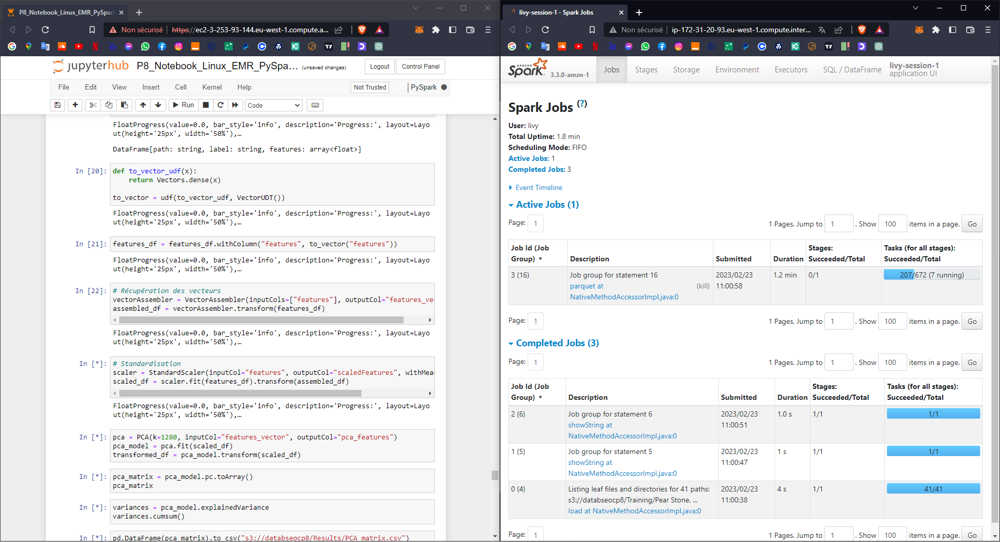 P8_Notebook_Linux_EMR_PySpar
Non sécurisé
https://ec2-3-253-93-144.eu-west-1.compute.a...
jupyterhub
P8_Notebook_Linux_EMR_PySpa...
(unsaved changes)
Logout
Control Panel
File Edit View Insert Cell Kernel Help
Not Trusted
PySpark
Run
Code
FloatProgress(value=0.0, bar_style='info', description='Progress:', layout=Layo
ut(height='25px', width='50%'),…
DataFrame[path: string, label: string, features: array<float>]
In [20]:
def to_vector_udf(x):
    return Vectors.dense(x)
to_vector = udf(to_vector_udf, VectorUDT())
FloatProgress(value=0.0, bar_style='info', description='Progress:', layout=Layo
ut(height='25px', width='50%'),…
In [21]:
features_df = features_df.withColumn("features", to_vector("features"))
FloatProgress(value=0.0, bar_style='info', description='Progress:', layout=Layo
ut(height='25px', width='50%'),…
In [22]:
# Récupération des vecteurs
vectorAssembler = VectorAssembler(inputCols=["features"], outputCol="features_vec
assembled_df = vectorAssembler.transform(features_df)
FloatProgress(value=0.0, bar_style='info', description='Progress:', layout=Layo
ut(height='25px', width='50%'),…
In [*]:
# Standardisation
scaler = StandardScaler(inputCol="features", outputCol="scaledFeatures", withMean
scaled_df = scaler.fit(features_df).transform(assembled_df)
FloatProgress(value=0.0, bar_style='info', description='Progress:', layout=Layo
ut(height='25px', width='50%'),…
In [*]:
pca = PCA(k=1280, inputCol="features_vector", outputCol="pca_features")
pca_model = pca.fit(scaled_df)
transformed_df = pca_model.transform(scaled_df)
In [*]:
pca_matrix = pca_model.pc.toArray()
pca_matrix
In [*]:
variances = pca_model.explainedVariance
variances.cumsum()
In [*]:
pd.DataFrame(pca_matrix).to_csv("s3://databseocp8/Results/PCA_matrix.csv")
livy-session-1 - Spark Jobs
Non sécurisé
ip-172-31-20-93.eu-west-1.compute.inter...
APACHE
Spark 3.3.0-amzn-1
Jobs Stages Storage Environment Executors SQL / DataFrame
livy-session-1
application UI
Spark Jobs (?)
User: livy
Total Uptime: 1.8 min
Scheduling Mode: FIFO
Active Jobs: 1
Completed Jobs: 3
Event Timeline
Active Jobs (1)
Page: 1
1 Pages. Jump to 1 . Show 100 items in a page. Go
Job Id (Job Group) Description Submitted Duration Stages: Succeeded/Total Tasks (for all stages): Succeeded/Total
3 (16) Job group for statement 16 2023/02/23 1.2 min 0/1 207/672 (7 running)
parquet at (kill) 11:00:58
NativeMethodAccessorImpl.java:0
Page: 1
1 Pages. Jump to 1 . Show 100 items in a page. Go
Completed Jobs (3)
Page: 1
1 Pages. Jump to 1 . Show 100 items in a page. Go
Job Id (Job Group) Description Submitted Duration Stages: Succeeded/Total Tasks (for all stages): Succeeded/Total
2 (6) Job group for statement 6 2023/02/23 1.0 s 1/1 1/1
showString at 11:00:51
NativeMethodAccessorImpl.java:0
1 (5) Job group for statement 5 2023/02/23 1 s 1/1 1/1
showString at 11:00:47
NativeMethodAccessorImpl.java:0
0 (4) Listing leaf files and directories for 41 paths: 2023/02/23 4 s 1/1 41/41
s3://databseocp8/Training/Pear Stone, ... 11:00:38
load at NativeMethodAccessorImpl.java:0
Page: 1
1 Pages. Jump to 1 . Show 100 items in a page. Go